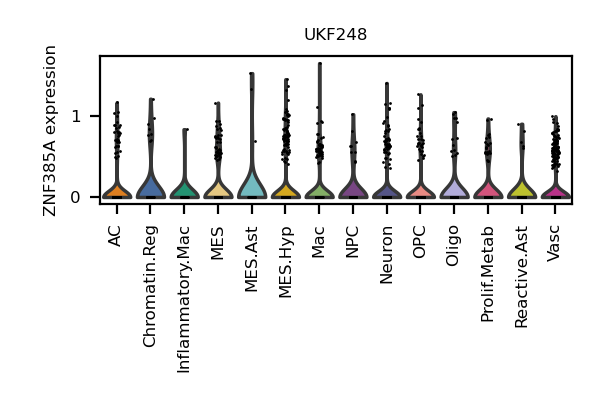 UKF248
ZNF385A expression
1
0
AC
Chromatin.Reg
Inflammatory.Mac
MES
MES.Ast
MES.Hyp
Mac
NPC
Neuron
OPC
Oligo
Prolif.Metab
Reactive.Ast
Vasc